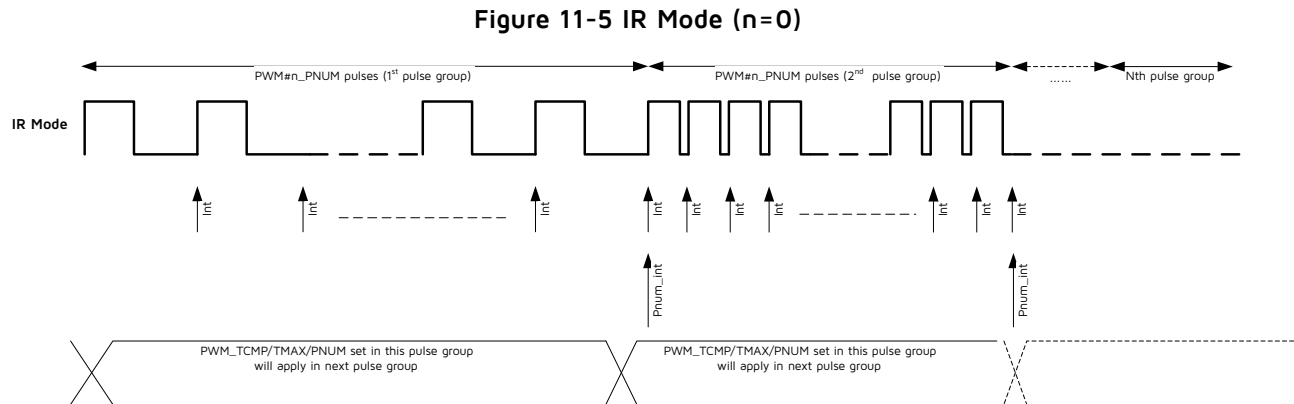 Figure 11-5 IR Mode (n=0)
PWM#n_PNUM pulses (1st pulse group)
PWM#n_PNUM pulses (2nd pulse group)
......
Nth pulse group
IR Mode
Int
Int
Int
Int
Int
Int
Int
Int
Int
Int
Pnum_int
Pnum_int
PWM_TCMP/TMAX/PNUM set in this pulse group
will apply in next pulse group
PWM_TCMP/TMAX/PNUM set in this pulse group
will apply in next pulse group